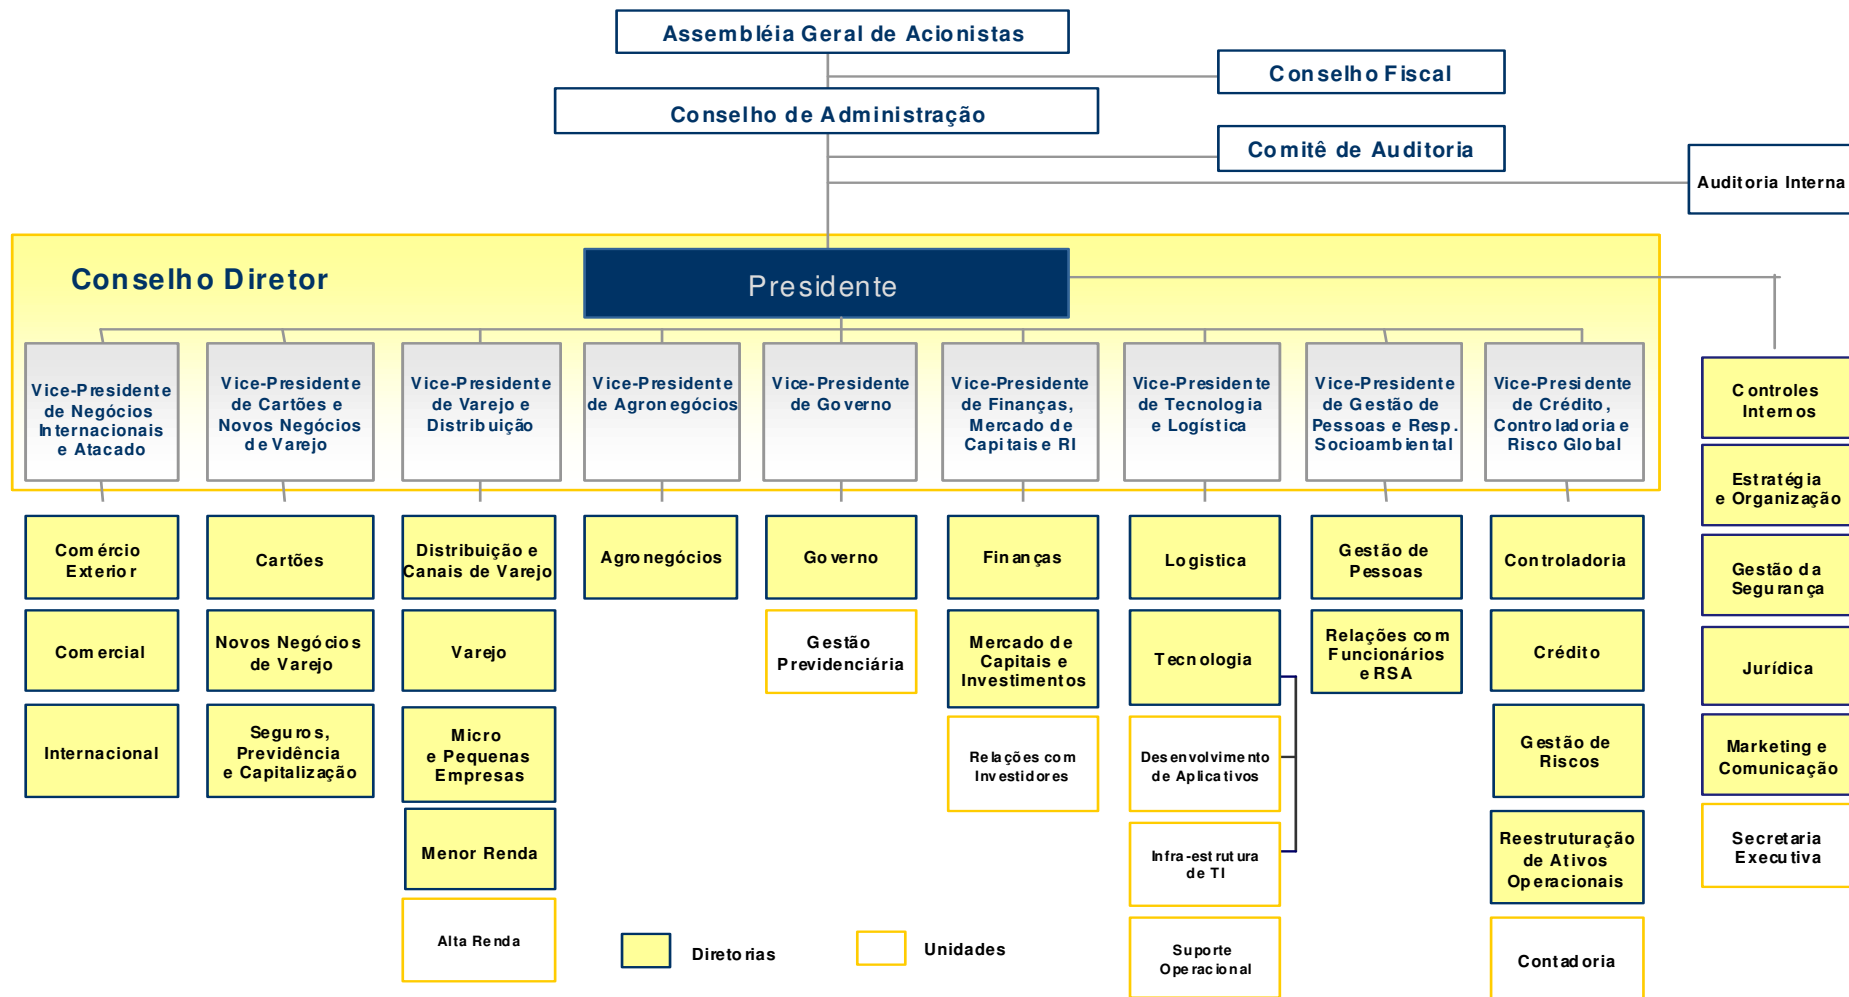 Assembléia Geral de Acionistas
Conselho Fiscal
Conselho de Administração
Comitê de Auditoria
Auditoria Interna
Conselho Diretor
Presidente
Vice-Presidente
de Negócios
Internacionais
e Atacado
Vice-Presidente
de Cartões e
Novos Negócios
de Varejo
Vice-Presidente
de Varejo e
Distribuição
Vice-Presidente
de Agronegócios
Vice-Presidente
de Governo
Vice-Presidente
de Finanças,
Mercado de
Capitais e RI
Vice-Presidente
de Tecnologia
e Logística
Vice-Presidente
de Gestão de
Pessoas e Resp.
Socioambiental
Vice-Presidente
de Crédito,
Controladoria e
Risco Global
Controles
Internos
Estratégia
e Organização
Gestão da
Segurança
Jurídica
Marketing e
Comunicação
Secretaria
Executiva
Comércio
Exterior
Comercial
Internacional
Cartões
Novos Negócios
de Varejo
Seguros,
Previdência
e Capitalização
Distribuição e
Canais de Varejo
Varejo
Micro
e Pequenas
Empresas
Menor Renda
Alta Renda
Agronegócios
Governo
Gestão
Previdenciária
Finanças
Mercado de
Capitais e
Investimentos
Relações com
Investidores
Logistica
Tecnologia
Desenvolvimento
de Aplicativos
Infra-estrutura
de TI
Suporte
Operacional
Gestão de
Pessoas
Relações com
Funcionários
e RSA
Controladoria
Crédito
Gestão de
Riscos
Reestruturação
de Ativos
Operacionais
Contadoria
Diretorias
Unidades